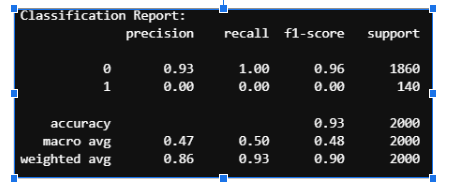 Classification Report:
precision recall f1-score support
0 0.93 1.00 0.96 1860
1 0.00 0.00 0.00 140
accuracy 0.93 2000
macro avg 0.47 0.50 0.48 2000
weighted avg 0.86 0.93 0.90 2000